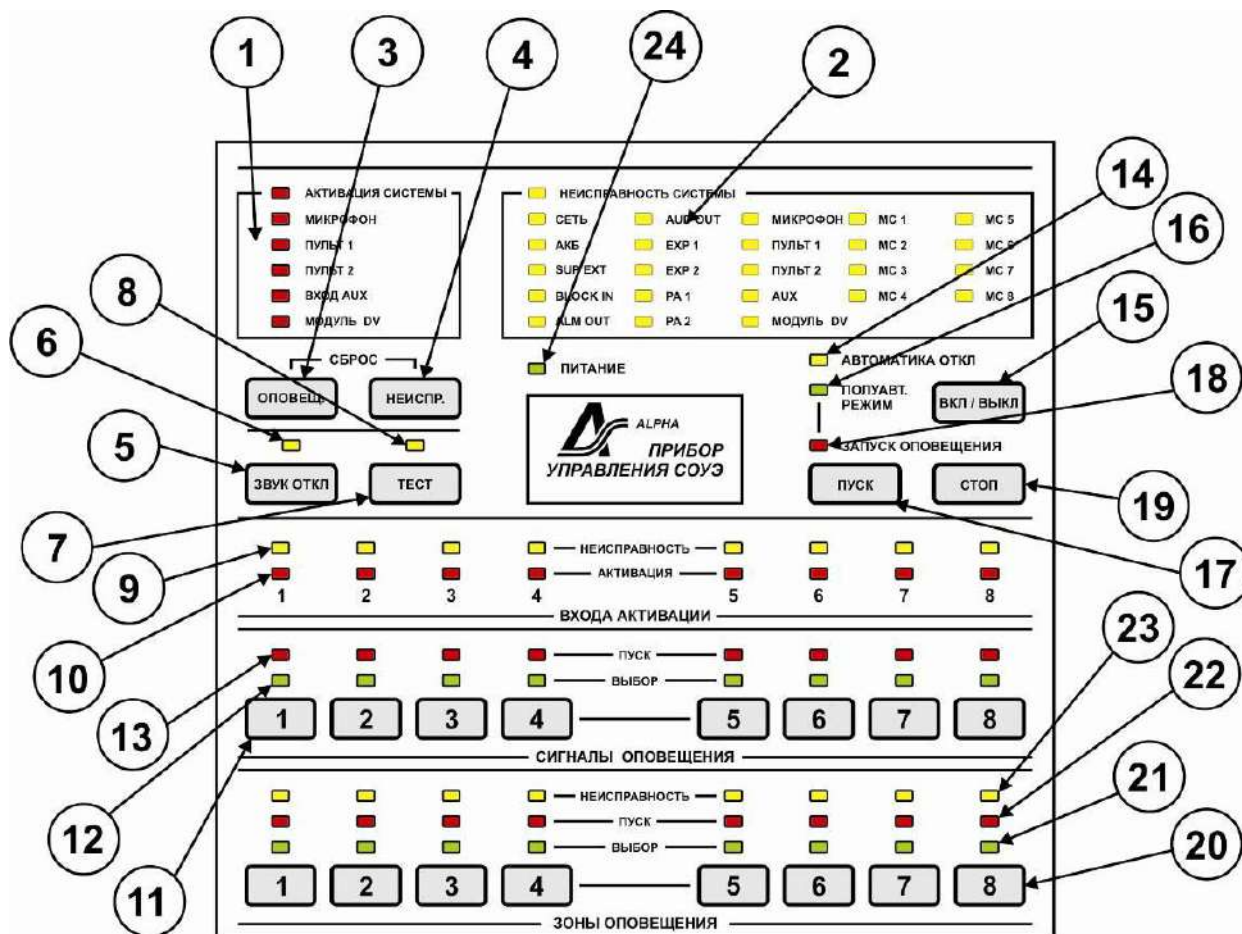 1
3
4
24
2
14
16
15
18
19
17
8
6
5
7
9
10
13
12
11
23
22
21
20
АКТИВАЦИЯ СИСТЕМЫ
МИКРОФОН
ПУЛЬТ 1
ПУЛЬТ 2
ВХОД AUX
МОДУЛЬ DV
НЕИСПРАВНОСТЬ СИСТЕМЫ
СЕТЬ AUD OUT МИКРОФОН МС 1 МС 5
АКБ EXP 1 ПУЛЬТ 1 МС 2 МС 6
SUP EXT EXP 2 ПУЛЬТ 2 МС 3 МС 7
BLOCK IN PA 1 AUX МС 4 МС 8
ALM OUT PA 2 МОДУЛЬ DV
СБРОС
ОПОВЕЩ. НЕИСПР.
ПИТАНИЕ
АВТОМАТИКА ОТКЛ
ПОЛУАВТ.
РЕЖИМ
ВКЛ / ВЫКЛ
ЗАПУСК ОПОВЕЩЕНИЯ
ALPHA
ПРИБОР
УПРАВЛЕНИЯ СОУЭ
ЗВУК ОТКЛ ТЕСТ
ПУСК СТОП
НЕИСПРАВНОСТЬ
АКТИВАЦИЯ
1 2 3 4 5 6 7 8
ВХОДА АКТИВАЦИИ
ПУСК
ВЫБОР
1 2 3 4 5 6 7 8
СИГНАЛЫ ОПОВЕЩЕНИЯ
НЕИСПРАВНОСТЬ
ПУСК
ВЫБОР
1 2 3 4 5 6 7 8
ЗОНЫ ОПОВЕЩЕНИЯ